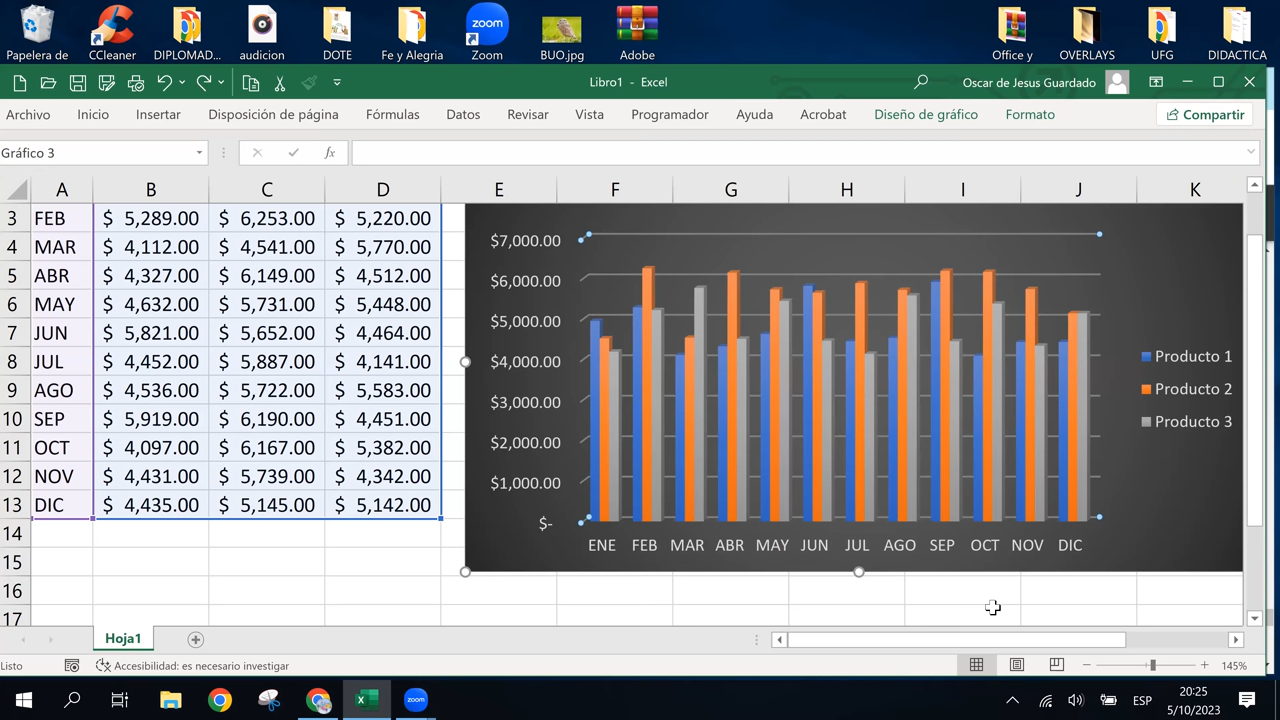 Papelera de
CCleaner
DIPLOMAD...
audicion
DOTE
Fe y Alegria
Zoom
BUO.jpg
Adobe
Office y
OVERLAYS
UFG
DIDACTICA
zoom
Libro1 - Excel
Oscar de Jesus Guardado
Archivo
Inicio
Insertar
Disposición de página
Fórmulas
Datos
Revisar
Vista
Programador
Ayuda
Acrobat
Diseño de gráfico
Formato
Compartir
Gráfico 3
fx
A B C D E F G H I J K
3 FEB $ 5,289.00 $ 6,253.00 $ 5,220.00
4 MAR $ 4,112.00 $ 4,541.00 $ 5,770.00
5 ABR $ 4,327.00 $ 6,149.00 $ 4,512.00
6 MAY $ 4,632.00 $ 5,731.00 $ 5,448.00
7 JUN $ 5,821.00 $ 5,652.00 $ 4,464.00
8 JUL $ 4,452.00 $ 5,887.00 $ 4,141.00
9 AGO $ 4,536.00 $ 5,722.00 $ 5,583.00
10 SEP $ 5,919.00 $ 6,190.00 $ 4,451.00
11 OCT $ 4,097.00 $ 6,167.00 $ 5,382.00
12 NOV $ 4,431.00 $ 5,739.00 $ 4,342.00
13 DIC $ 4,435.00 $ 5,145.00 $ 5,142.00
14
15
16
17
$7,000.00
$6,000.00
$5,000.00
$4,000.00
$3,000.00
$2,000.00
$1,000.00
$-
ENE FEB MAR ABR MAY JUN JUL AGO SEP OCT NOV DIC
Producto 1
Producto 2
Producto 3
Hoja1
Listo
Accesibilidad: es necesario investigar
145%
zoom
ESP
20:25
5/10/2023